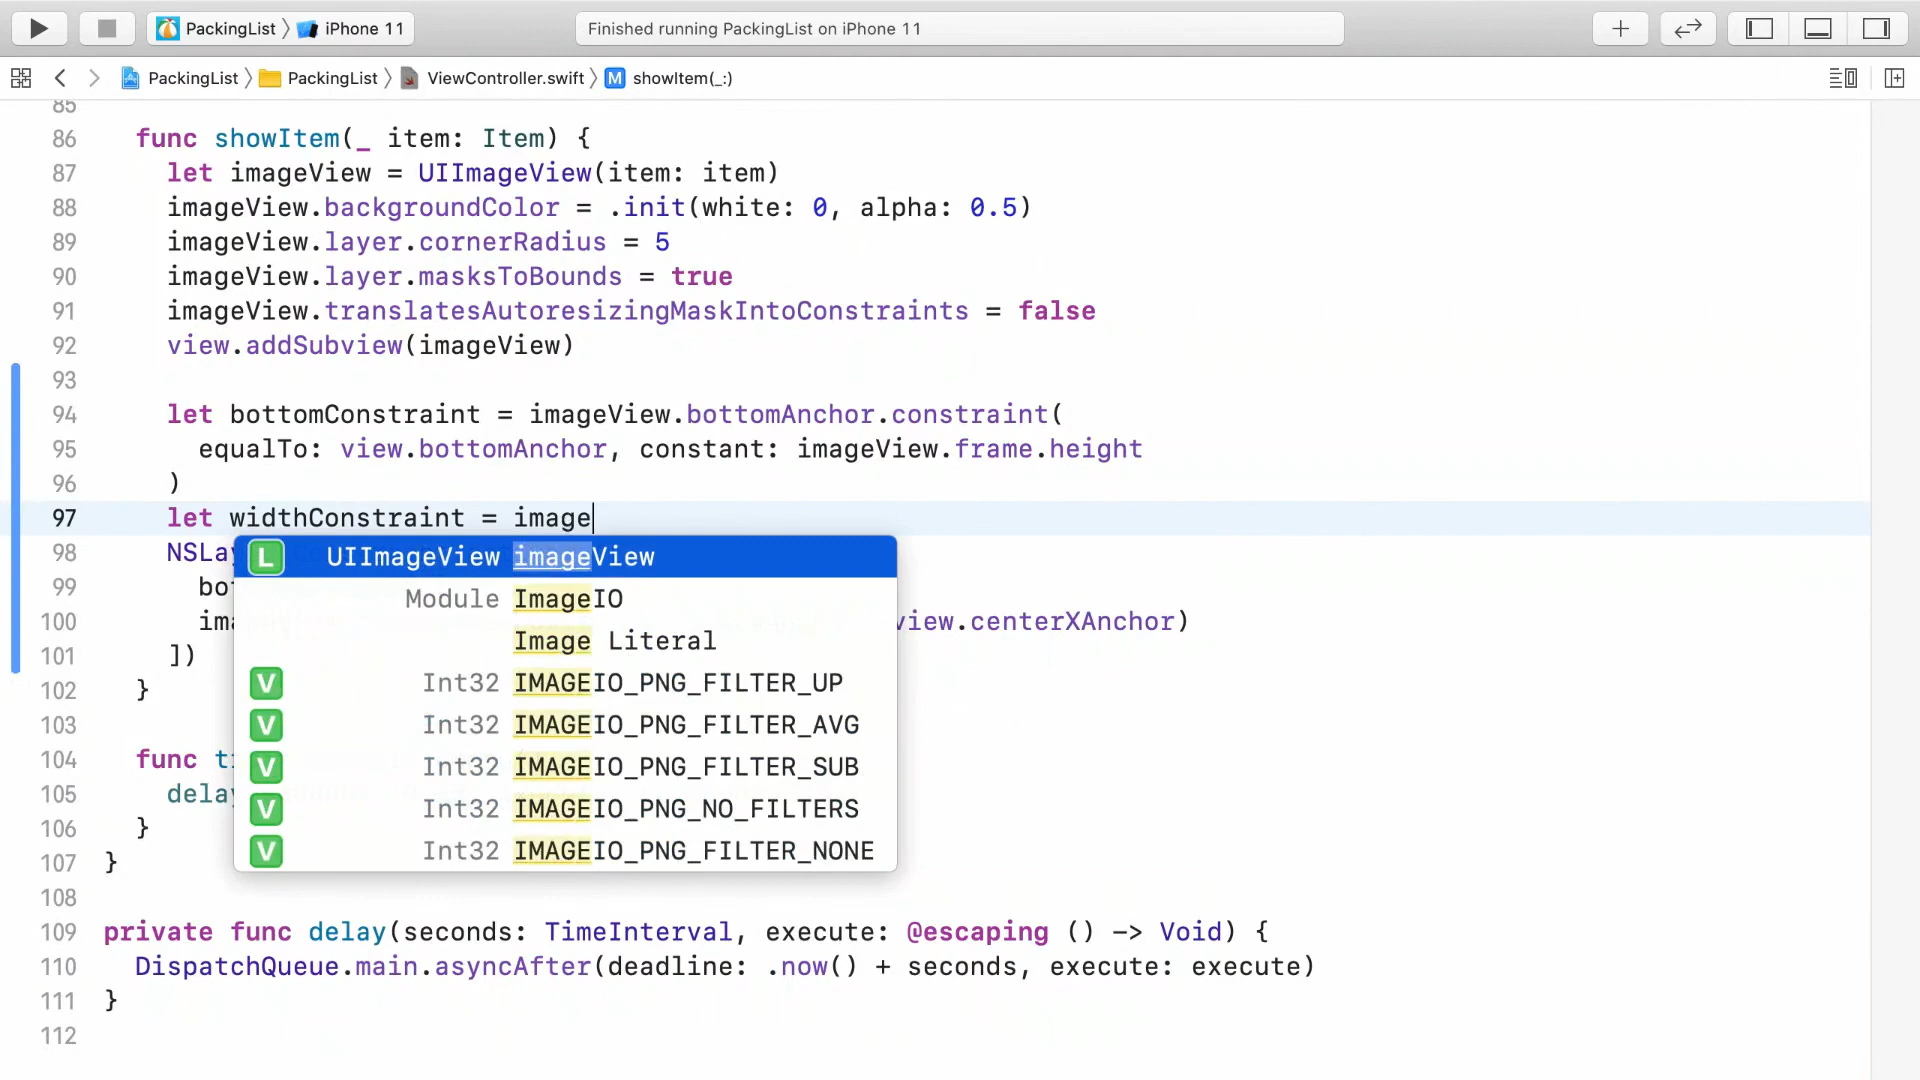 PackingList iPhone 11
Finished running PackingList on iPhone 11
PackingList PackingList ViewController.swift M showItem(_:)
85
86 func showItem(_ item: Item) {
87 let imageView = UIImageView(item: item)
88 imageView.backgroundColor = .init(white: 0, alpha: 0.5)
89 imageView.layer.cornerRadius = 5
90 imageView.layer.masksToBounds = true
91 imageView.translatesAutoresizingMaskIntoConstraints = false
92 view.addSubview(imageView)
93
94 let bottomConstraint = imageView.bottomAnchor.constraint(
95 equalTo: view.bottomAnchor, constant: imageView.frame.height
96 )
97 let widthConstraint = image
98 NSLay
L UIImageView imageView
99 bo
Module ImageIO
100 ima view.centerXAnchor)
Image Literal
101 ])
V Int32 IMAGEIO_PNG_FILTER_UP
102 }
103
V Int32 IMAGEIO_PNG_FILTER_AVG
104 func t
V Int32 IMAGEIO_PNG_FILTER_SUB
105 delay
V Int32 IMAGEIO_PNG_NO_FILTERS
106 }
V Int32 IMAGEIO_PNG_FILTER_NONE
107 }
108
109 private func delay(seconds: TimeInterval, execute: @escaping () -> Void) {
110 DispatchQueue.main.asyncAfter(deadline: .now() + seconds, execute: execute)
111 }
112